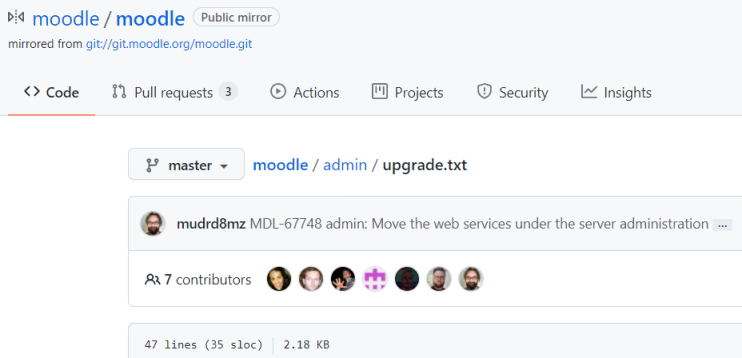 moodle / moodle Public mirror
mirrored from git://git.moodle.org/moodle.git
Code Pull requests 3 Actions Projects Security Insights
master moodle / admin / upgrade.txt
mudrd8mz MDL-67748 admin: Move the web services under the server administration ...
7 contributors
47 lines (35 sloc) 2.18 KB